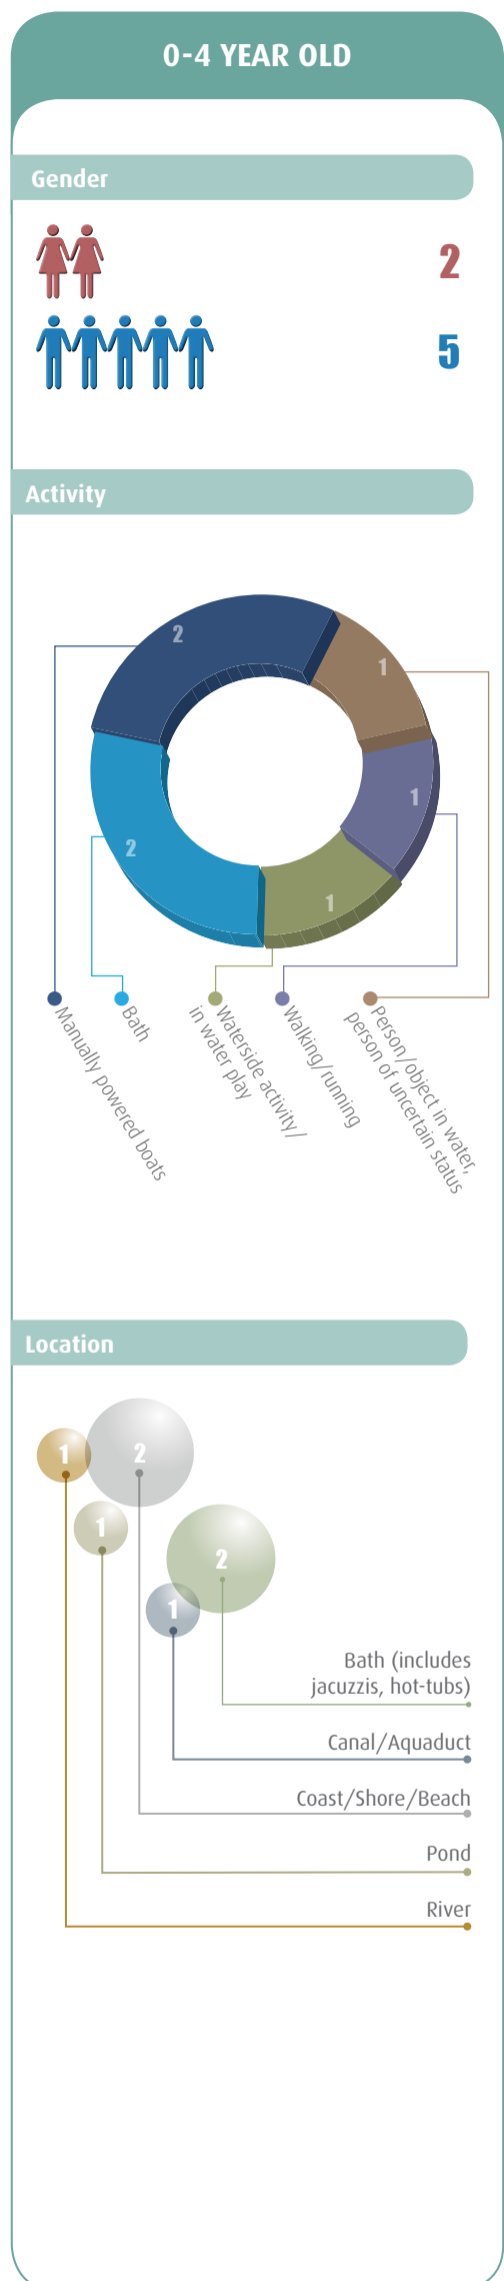 0-4 YEAR OLD
Gender
2
5
Activity
2
1
1
2
1
Manually powered boats
Bath
Waterside activity/
in water play
Walking/running
Person/object in water,
person of uncertain status
Location
1
2
1
2
1
Bath (includes
jacuzzis, hot-tubs)
Canal/Aquaduct
Coast/Shore/Beach
Pond
River